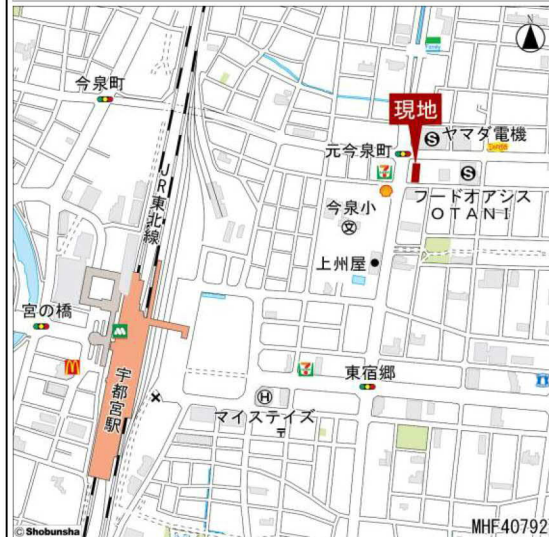 N
今泉町
現地
ヤマダ電機
元今泉町
JR東北線
フードオアシス
OTANI
今泉小
文
上州屋
宮の橋
宇都宮駅
東宿郷
H
マイステイズ
〒
S
S
© Shobunsha
MHF40792